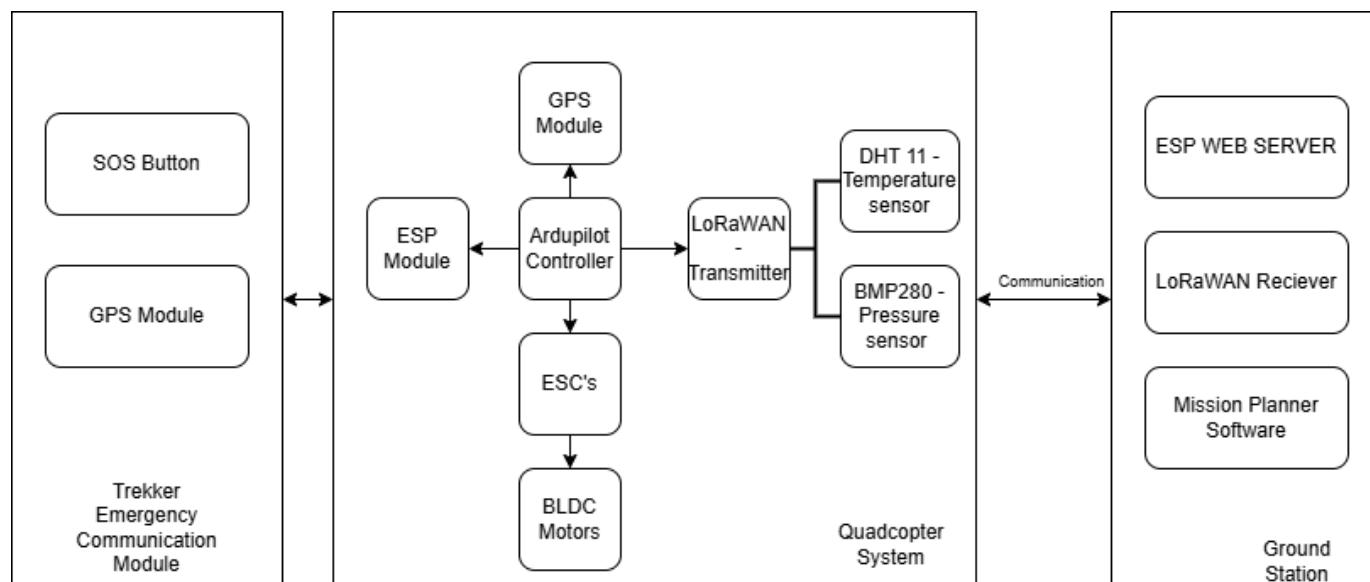 SOS Button
GPS Module
Trekker
Emergency
Communication
Module
GPS
Module
ESP
Module
Ardupilot
Controller
LoRaWAN
-
Transmitter
DHT 11 -
Temperature
sensor
BMP280 -
Pressure
sensor
ESC's
BLDC
Motors
Quadcopter
System
Communication
ESP WEB SERVER
LoRaWAN Reciever
Mission Planner
Software
Ground
Station